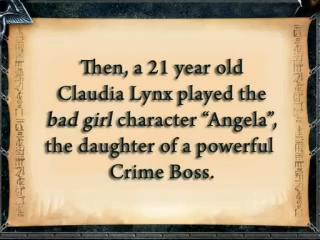 Then, a 21 year old
Claudia Lynx played the
bad girl character “Angela”,
the daughter of a powerful
Crime Boss.